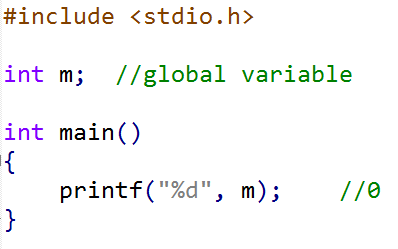 #include <stdio.h>
int m;  //global variable
int main()
{
    printf("%d", m);    //0
}